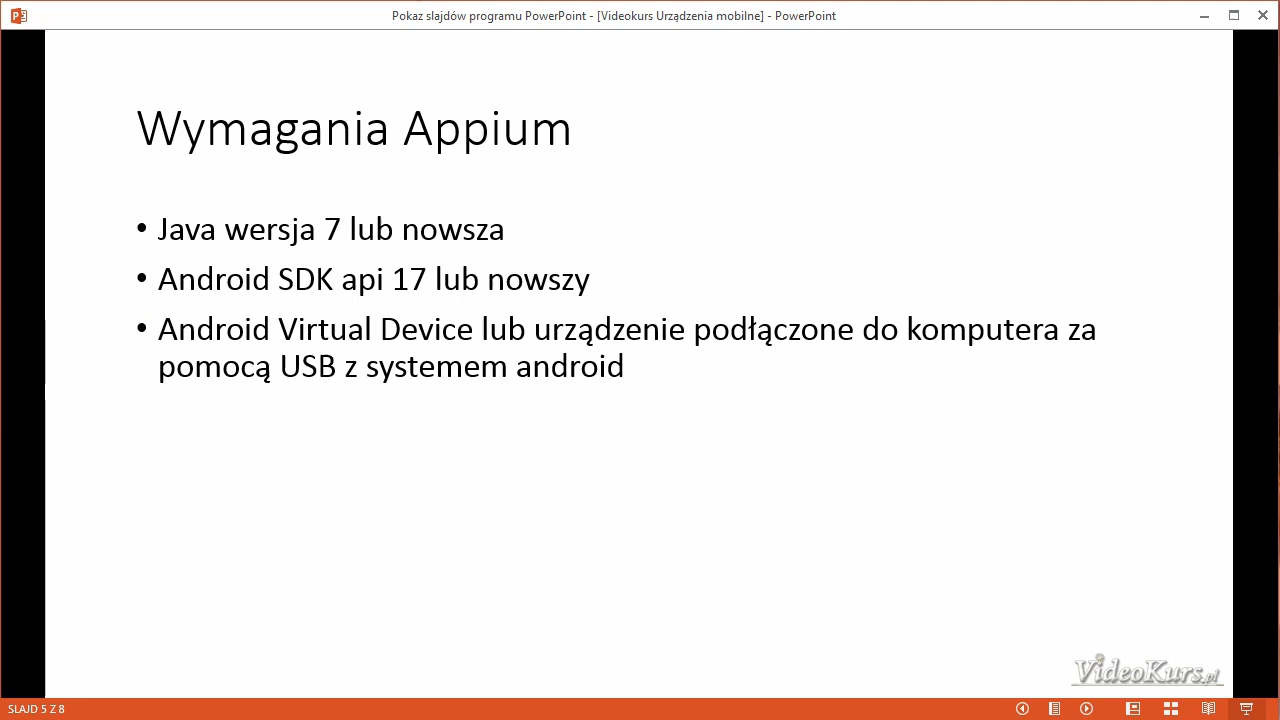 Pokaz slajdów programu PowerPoint - [Videokurs Urządzenia mobilne] - PowerPoint
Wymagania Appium
• Java wersja 7 lub nowsza
• Android SDK api 17 lub nowszy
• Android Virtual Device lub urządzenie podłączone do komputera za
pomocą USB z systemem android
VideoKurs.pl
SLAJD 5 Z 8